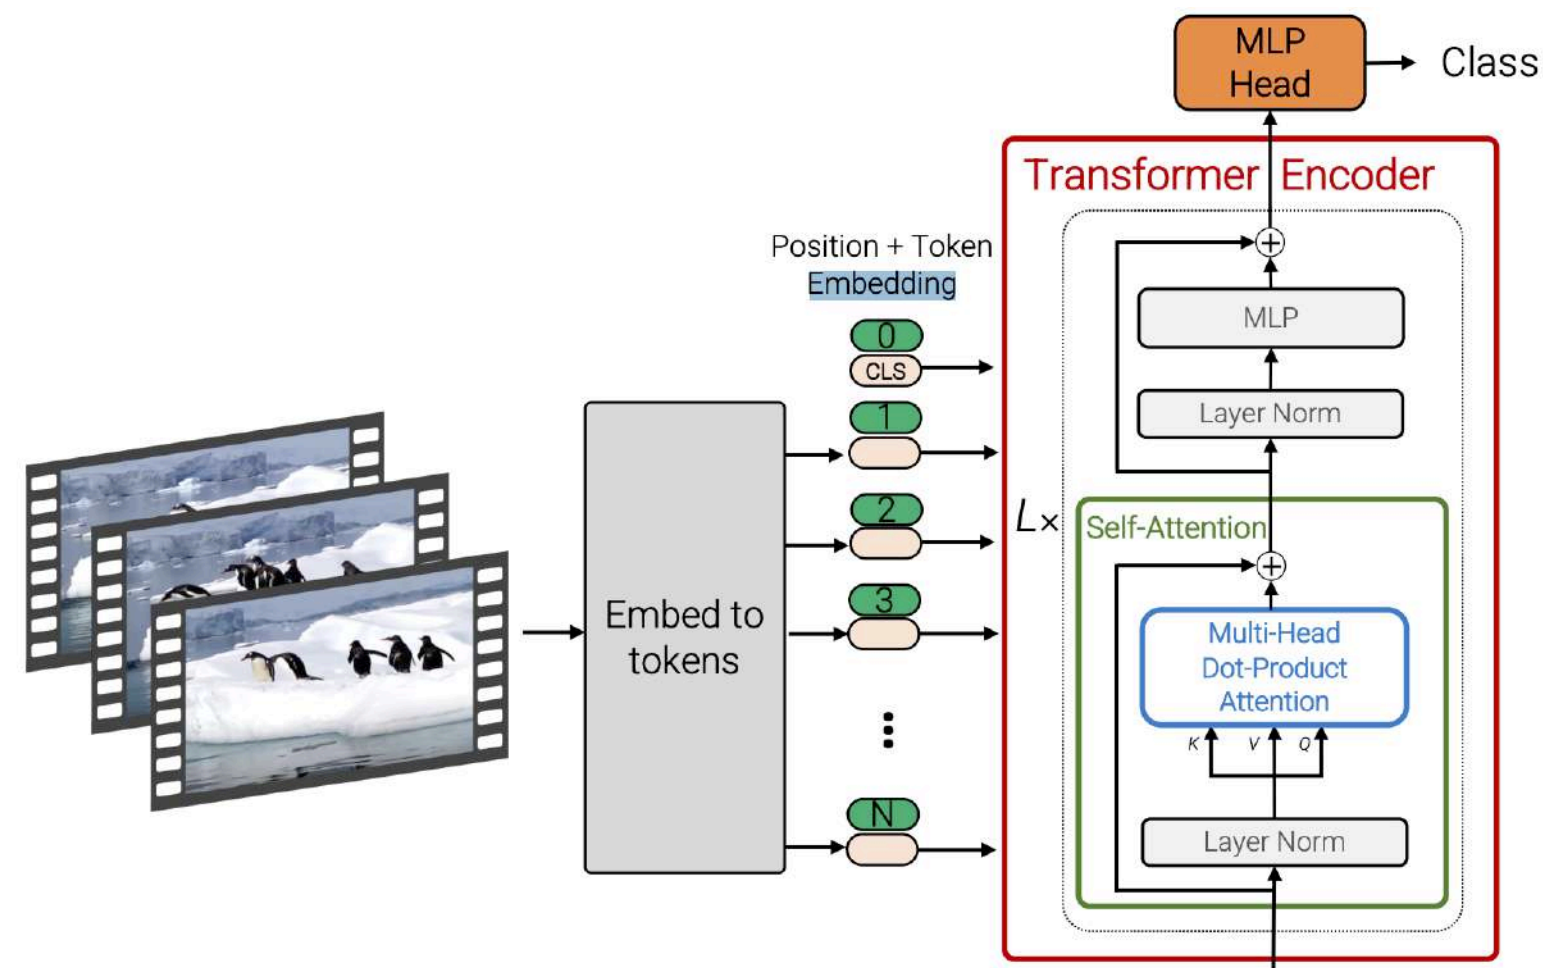 MLP
Head
Class
Transformer Encoder
Position + Token
Embedding
0
CLS
1
2
3
N
Embed to
tokens
L×
MLP
Layer Norm
Self-Attention
Multi-Head
Dot-Product
Attention
K V Q
Layer Norm